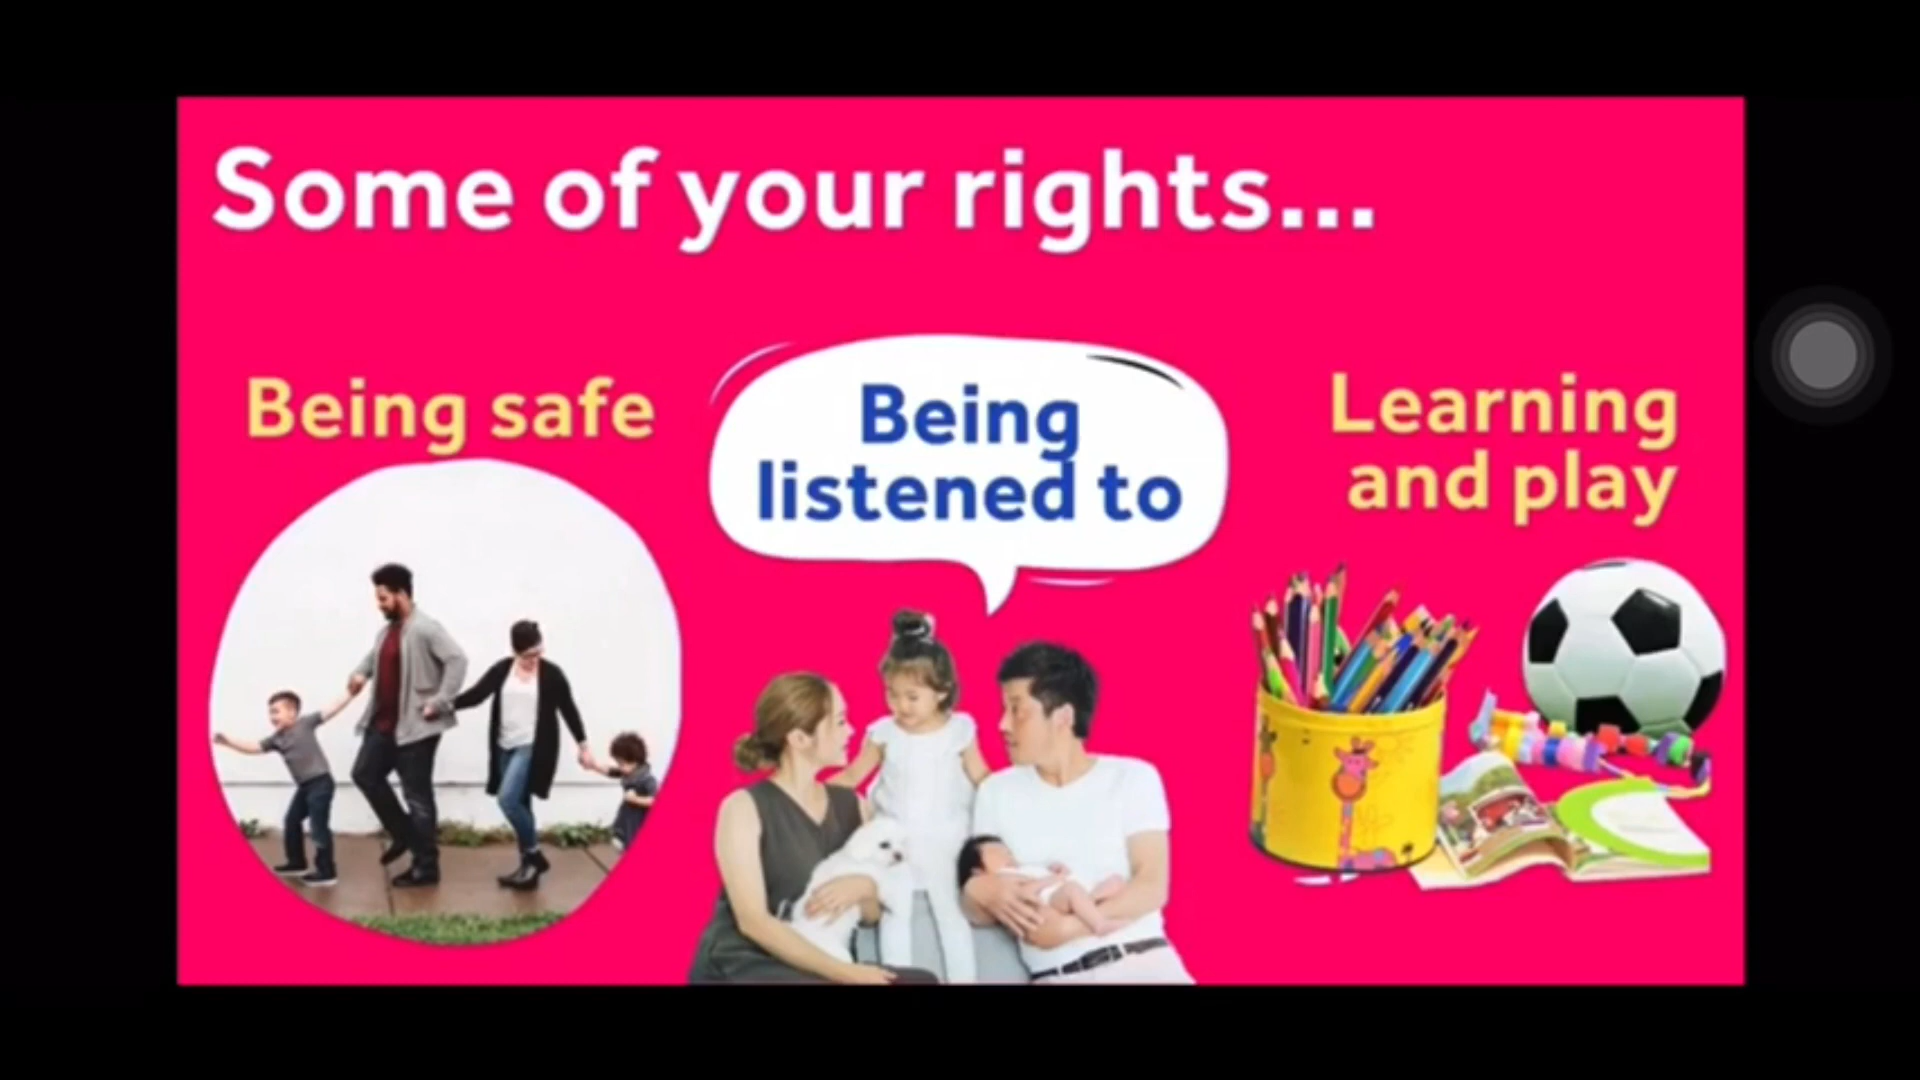 Some of your rights...
Being safe
Being
listened to
Learning
and play